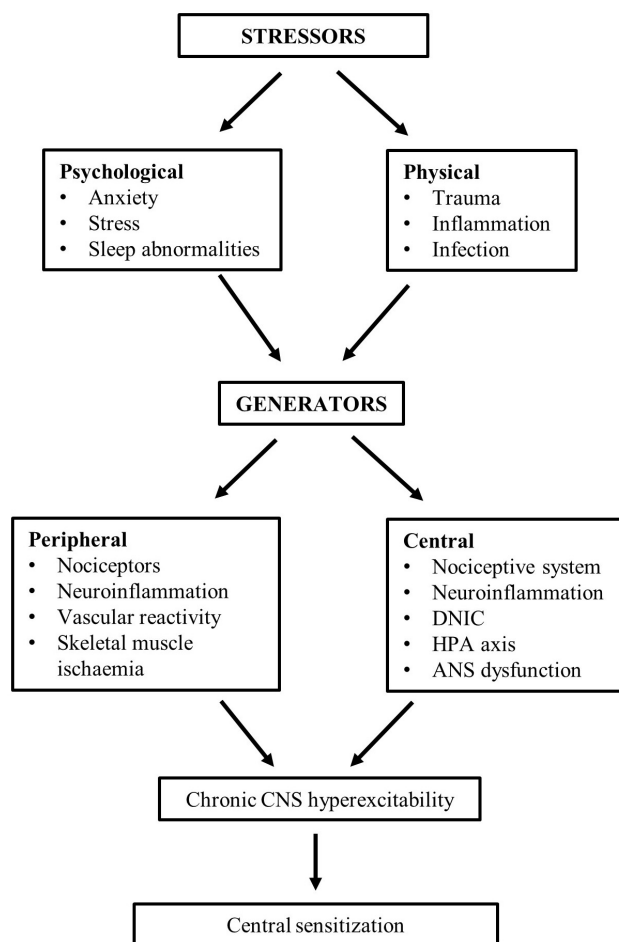 STRESSORS
Psychological
• Anxiety
• Stress
• Sleep abnormalities
Physical
• Trauma
• Inflammation
• Infection
GENERATORS
Peripheral
• Nociceptors
• Neuroinflammation
• Vascular reactivity
• Skeletal muscle
ischaemia
Central
• Nociceptive system
• Neuroinflammation
• DNIC
• HPA axis
• ANS dysfunction
Chronic CNS hyperexcitability
Central sensitization